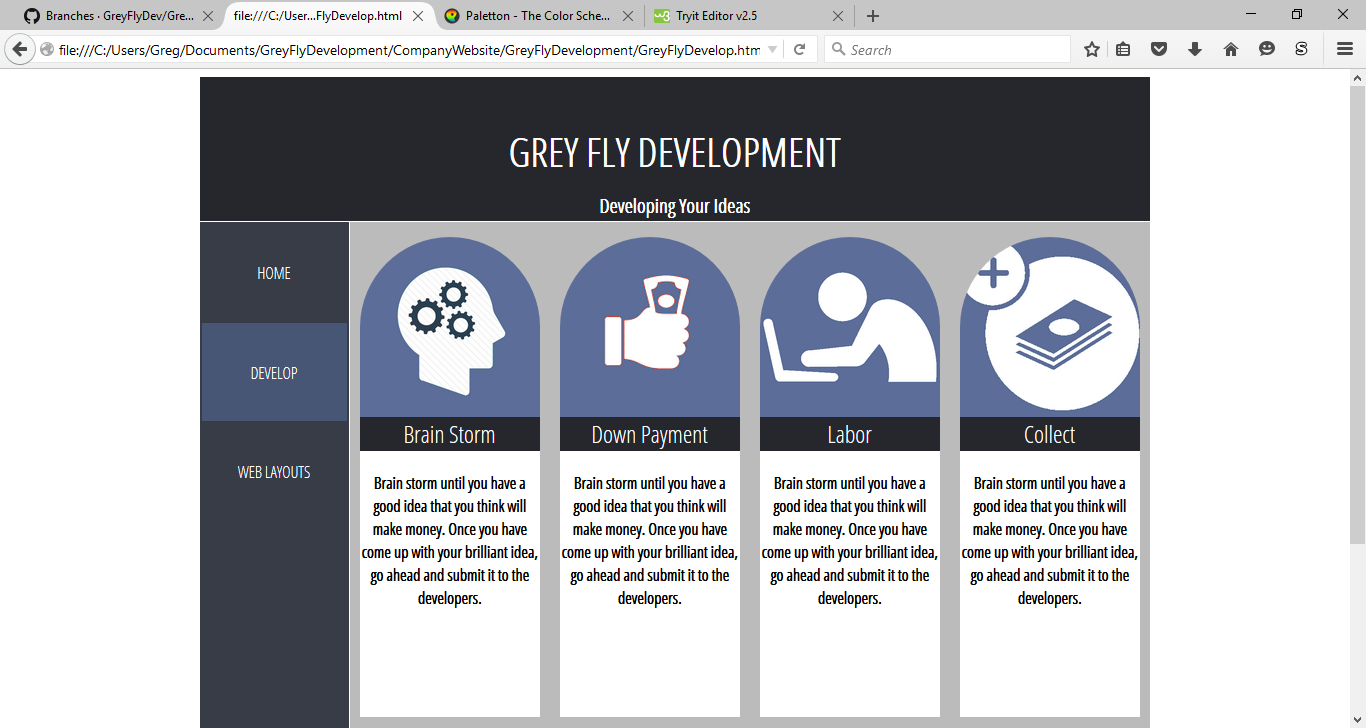 Branches · GreyFlyDev/Gre...
file:///C:/User...FlyDevelop.html
Paletton - The Color Sche...
w3 Tryit Editor v2.5
file:///C:/Users/Greg/Documents/GreyFlyDevelopment/CompanyWebsite/GreyFlyDevelopment/GreyFlyDevelop.htm
Search
S
GREY FLY DEVELOPMENT
Developing Your Ideas
HOME
DEVELOP
WEB LAYOUTS
Brain Storm
Brain storm until you have a
good idea that you think will
make money. Once you have
come up with your brilliant idea,
go ahead and submit it to the
developers.
Down Payment
Brain storm until you have a
good idea that you think will
make money. Once you have
come up with your brilliant idea,
go ahead and submit it to the
developers.
Labor
Brain storm until you have a
good idea that you think will
make money. Once you have
come up with your brilliant idea,
go ahead and submit it to the
developers.
Collect
Brain storm until you have a
good idea that you think will
make money. Once you have
come up with your brilliant idea,
go ahead and submit it to the
developers.